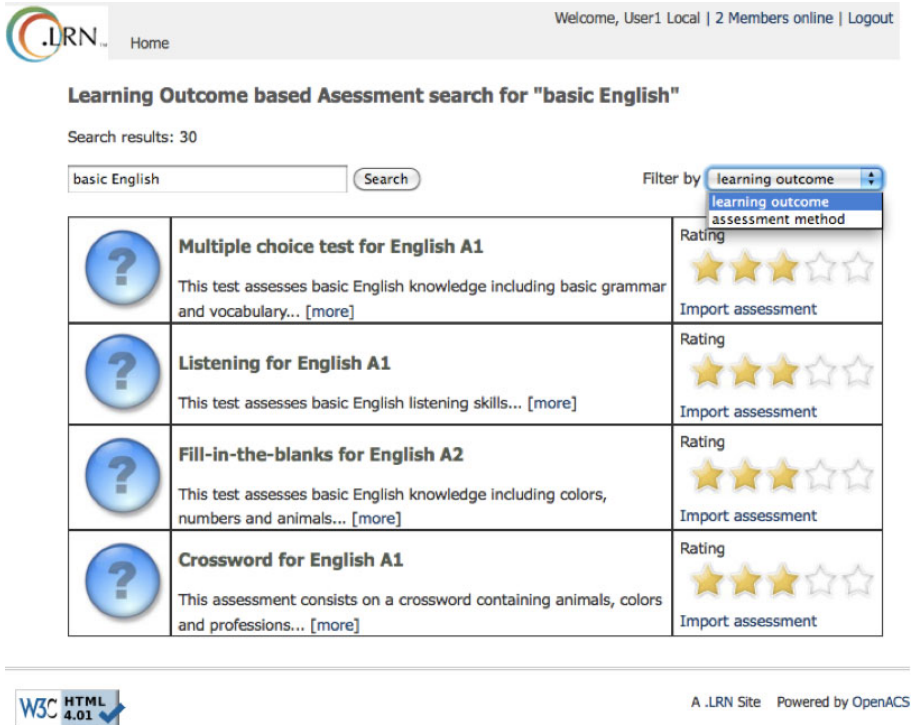 .LRN™
Welcome, User1 Local | 2 Members online | Logout
Home
Learning Outcome based Asessment search for "basic English"
Search results: 30
basic English
Search
Filter by learning outcome
learning outcome
assessment method
Multiple choice test for English A1
This test assesses basic English knowledge including basic grammar
and vocabulary... [more]
Rating
Import assessment
Listening for English A1
This test assesses basic English listening skills... [more]
Rating
Import assessment
Fill-in-the-blanks for English A2
This test assesses basic English knowledge including colors,
numbers and animals... [more]
Rating
Import assessment
Crossword for English A1
This assessment consists on a crossword containing animals, colors
and professions... [more]
Rating
Import assessment
W3C HTML
4.01
A .LRN Site Powered by OpenACS